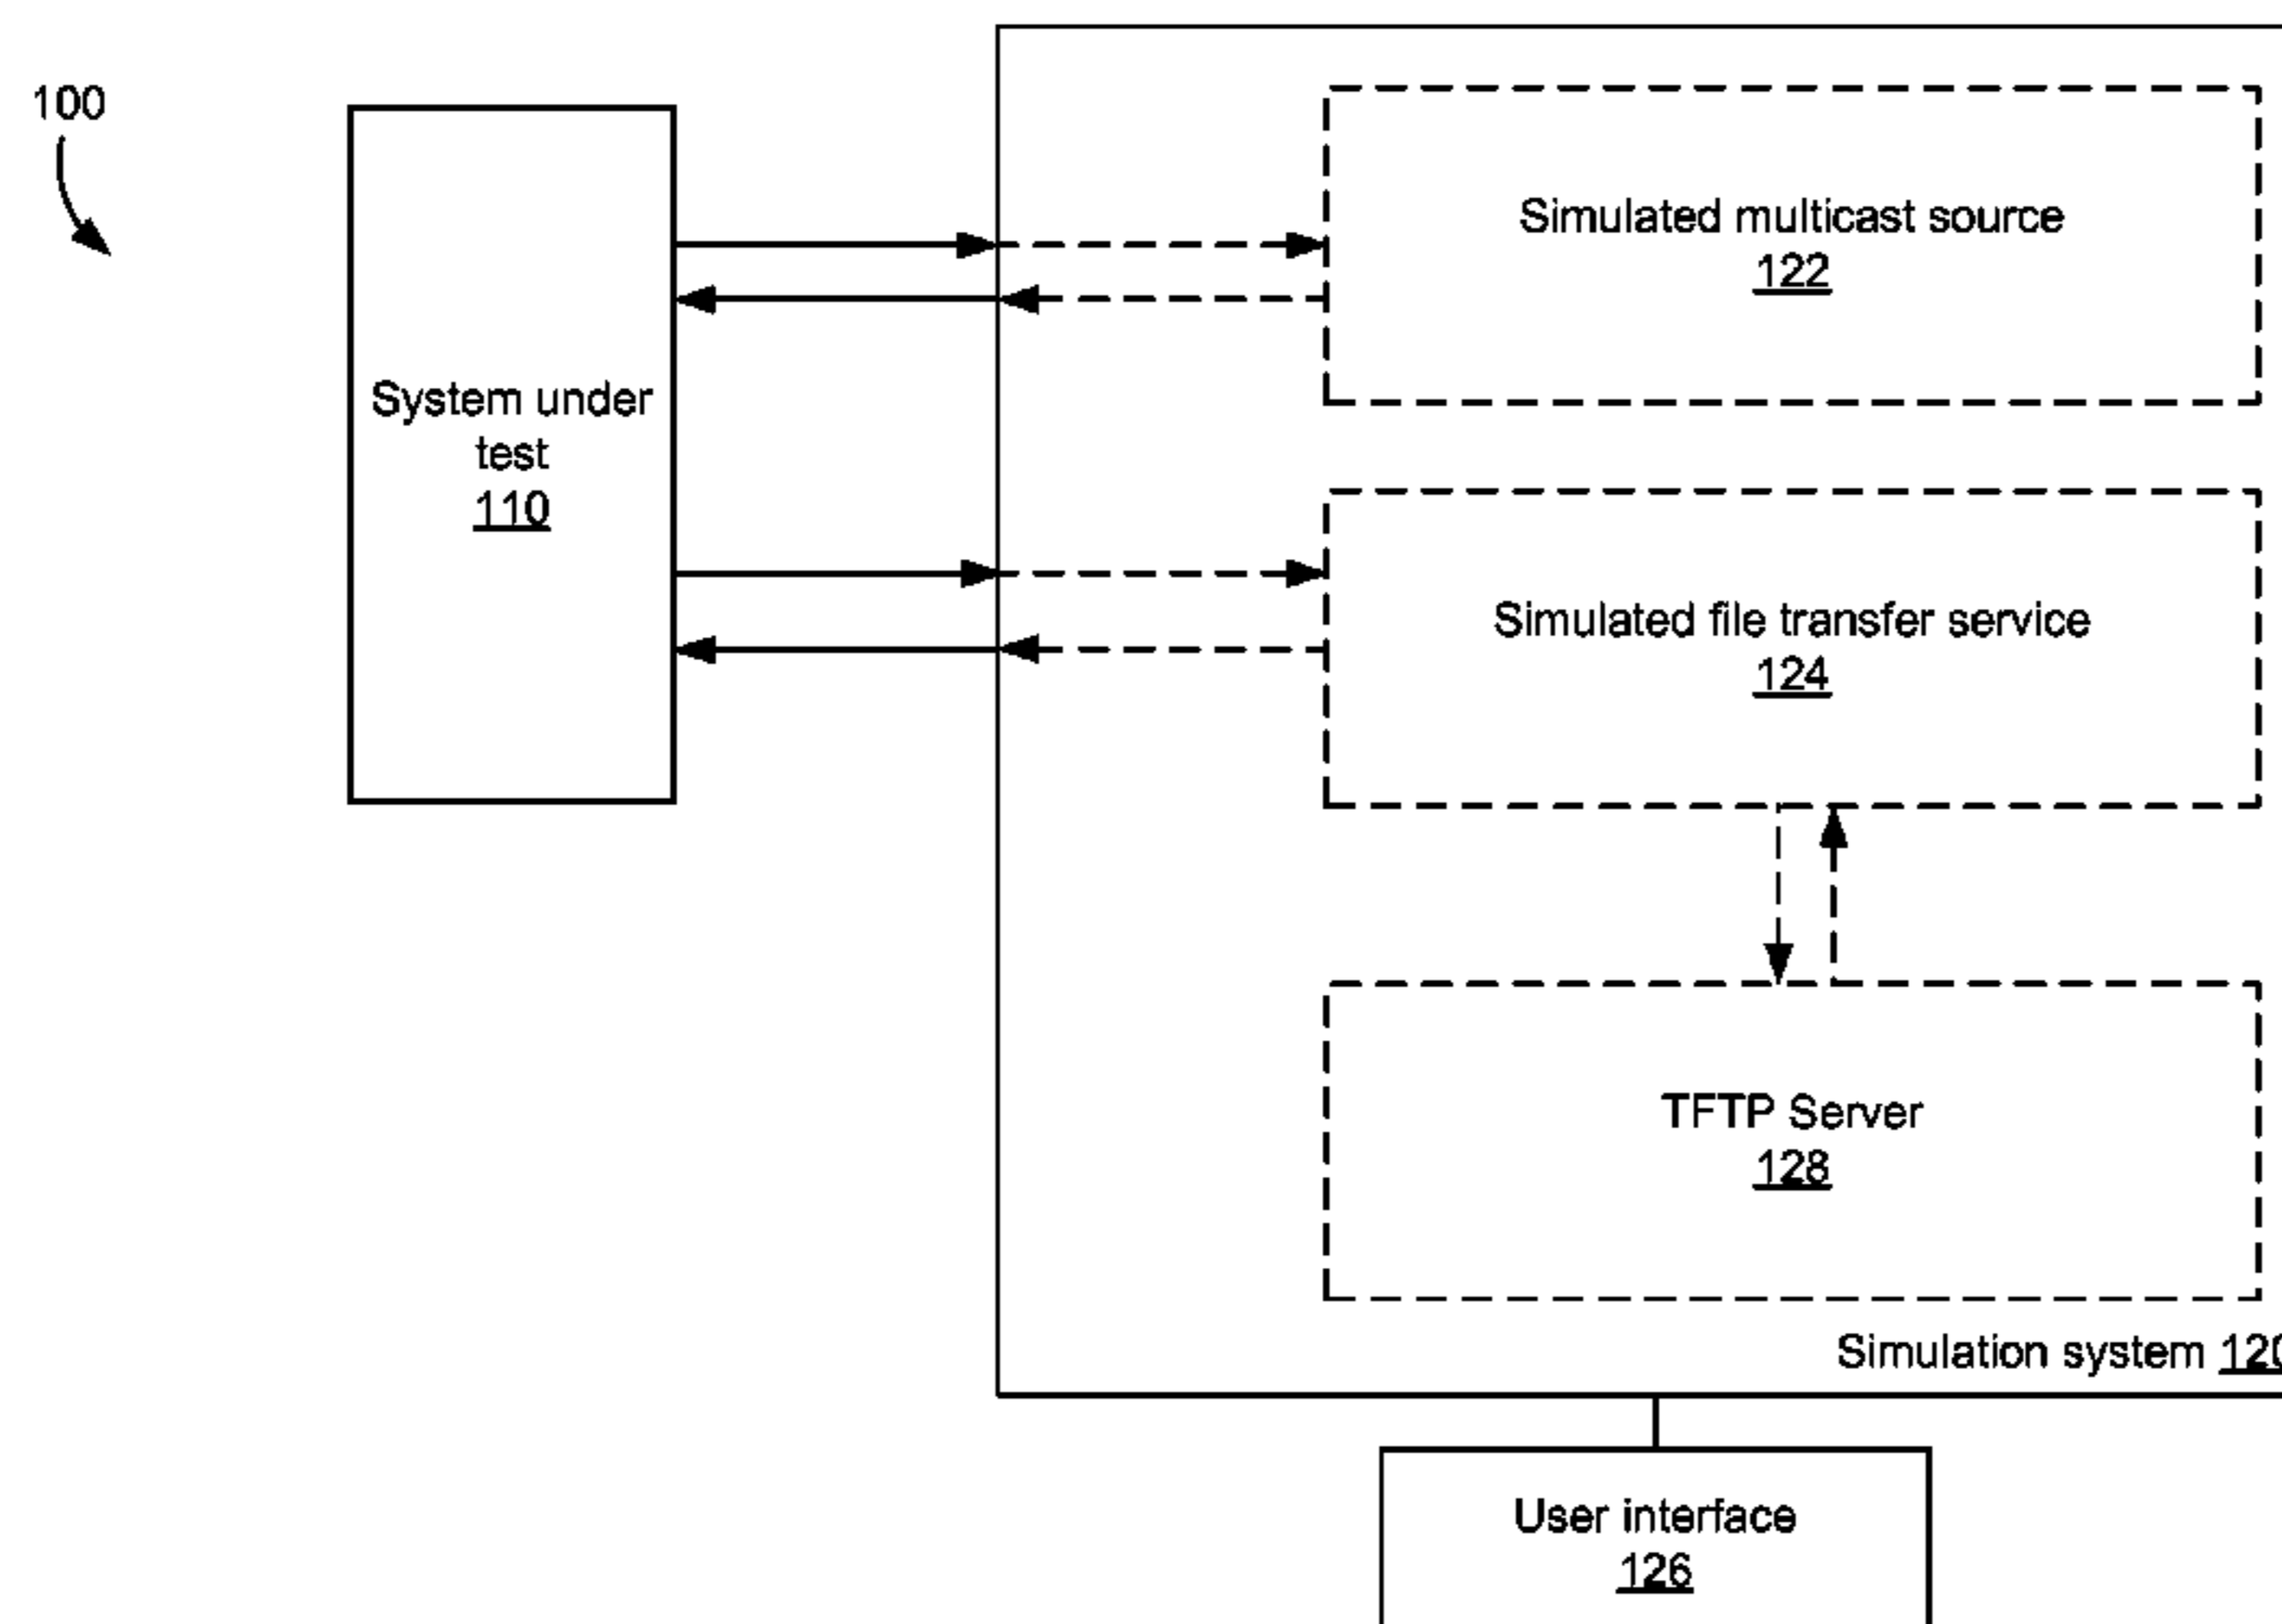 100
System under
test
110
Simulated multicast source
122
Simulated file transfer service
124
TFTP Server
128
Simulation system 120
User interface
126